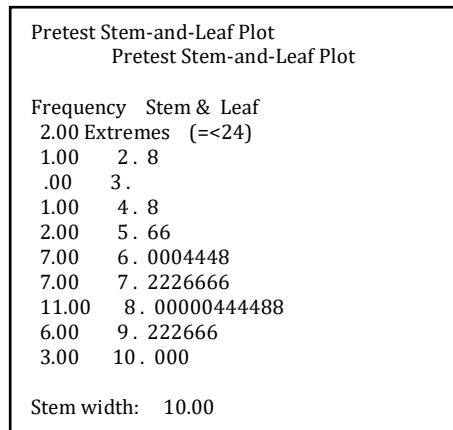 Pretest Stem-and-Leaf Plot
Pretest Stem-and-Leaf Plot
Frequency Stem & Leaf
2.00 Extremes (=<24)
1.00 2 . 8
.00 3 .
1.00 4 . 8
2.00 5 . 66
7.00 6 . 0004448
7.00 7 . 2226666
11.00 8 . 00000444488
6.00 9 . 222666
3.00 10 . 000
Stem width: 10.00